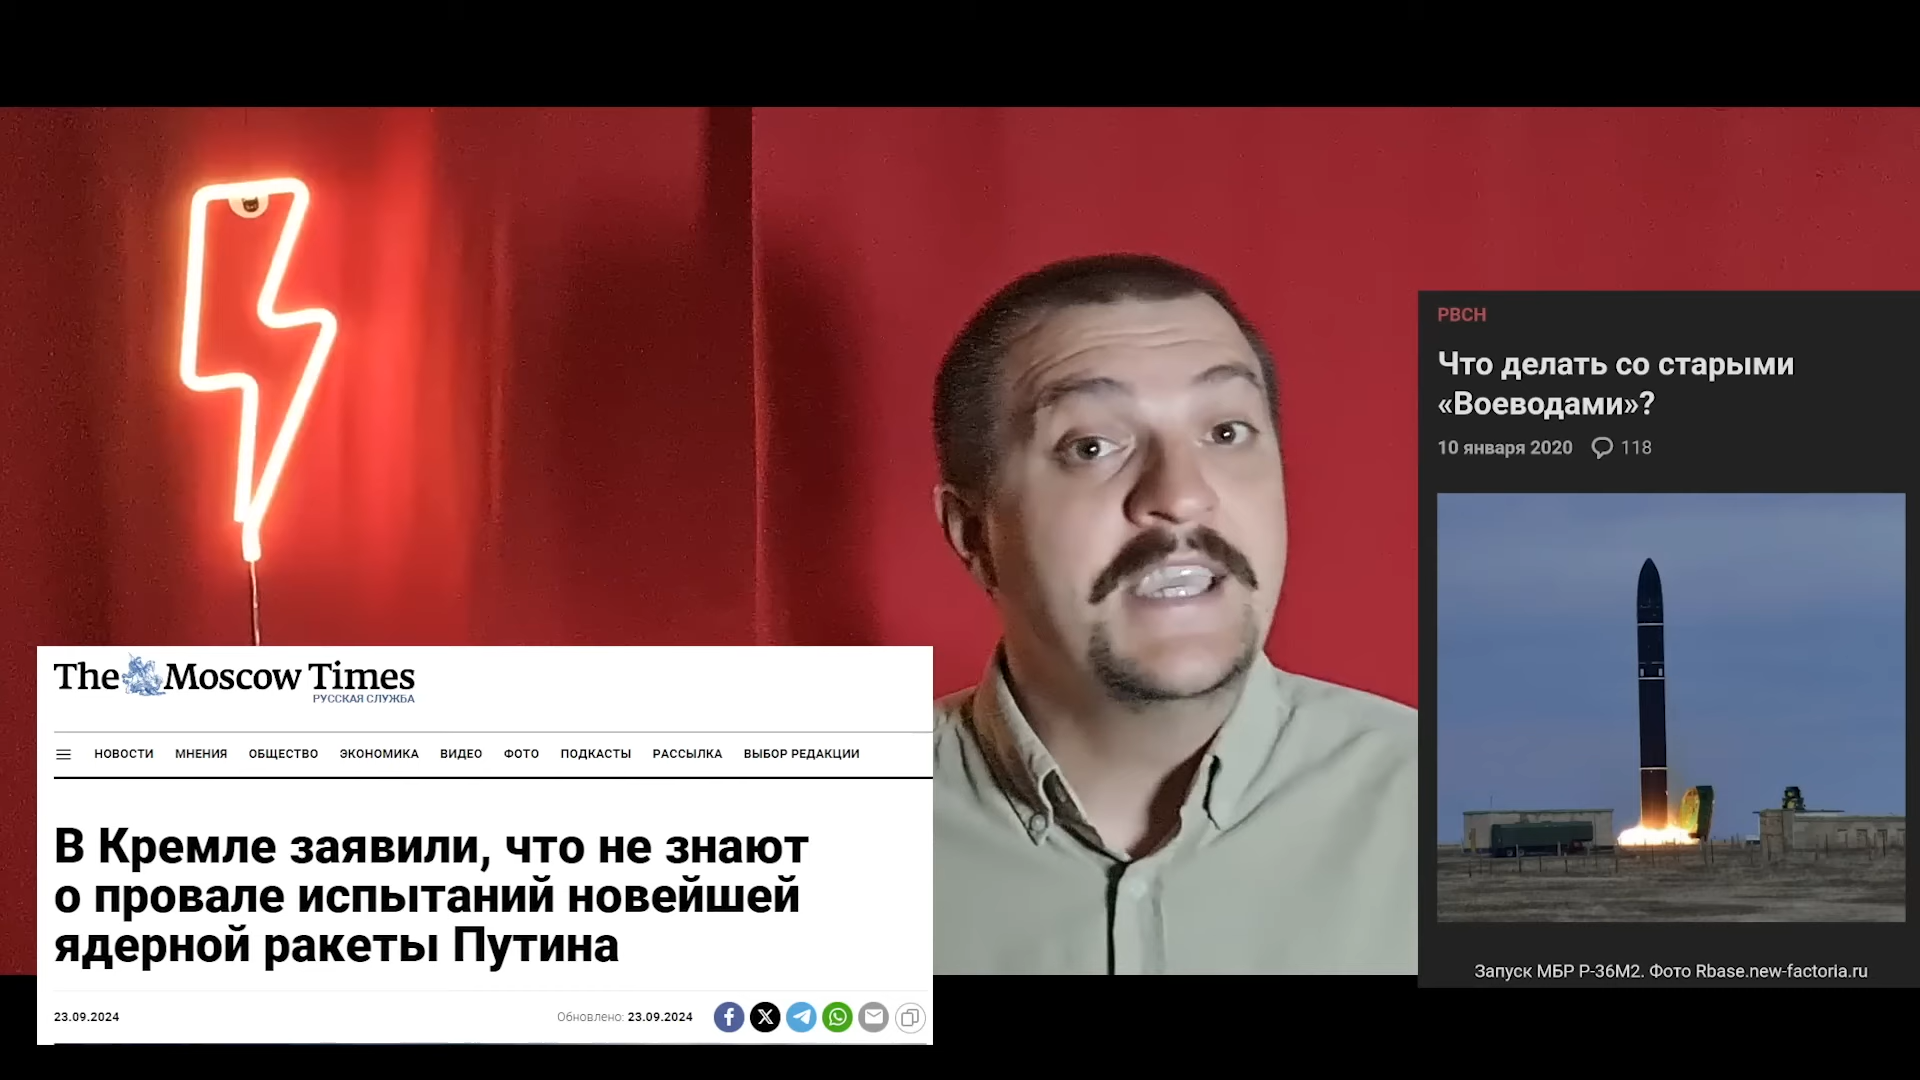 The Moscow Times
РУССКАЯ СЛУЖБА
НОВОСТИ МНЕНИЯ ОБЩЕСТВО ЭКОНОМИКА ВИДЕО ФОТО ПОДКАСТЫ РАССЫЛКА ВЫБОР РЕДАКЦИИ
В Кремле заявили, что не знают
о провале испытаний новейшей
ядерной ракеты Путина
23.09.2024
Обновлено: 23.09.2024
РВСН
Что делать со старыми
«Воеводами»?
10 января 2020 118
Запуск МБР Р-36М2. Фото Rbase.new-factoria.ru